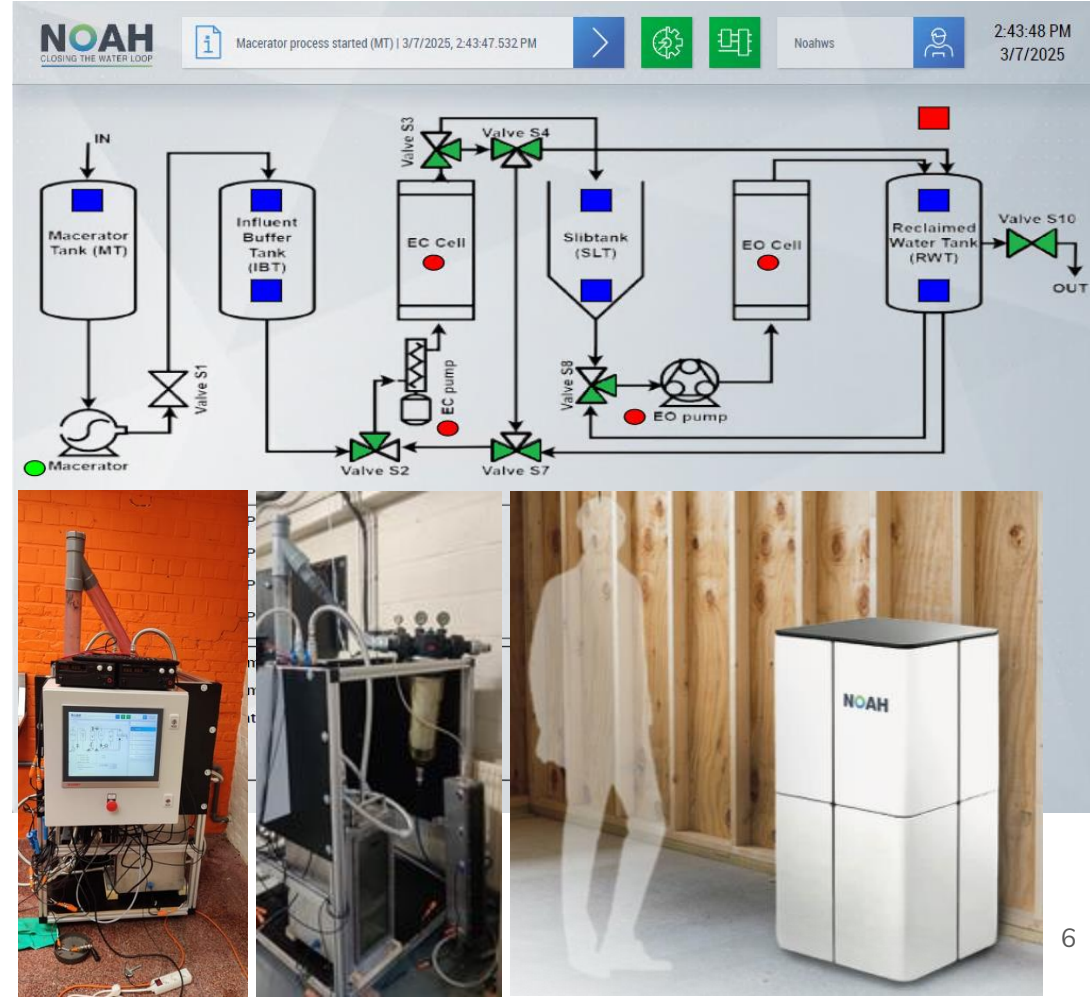 NOAH
CLOSING THE WATER LOOP
Macerator process started (MT) | 3/7/2025, 2:43:47.532 PM
Noahws
2:43:48 PM
3/7/2025
IN
Macerator
Tank (MT)
Valve S1
Macerator
Influent
Buffer
Tank
(IBT)
Valve S2
EC pump
EC Cell
Valve S3
Valve S4
Valve S7
Slibtank
(SLT)
Valve S8
EO pump
EO Cell
Reclaimed
Water Tank
(RWT)
Valve S10
OUT
NOAH
6